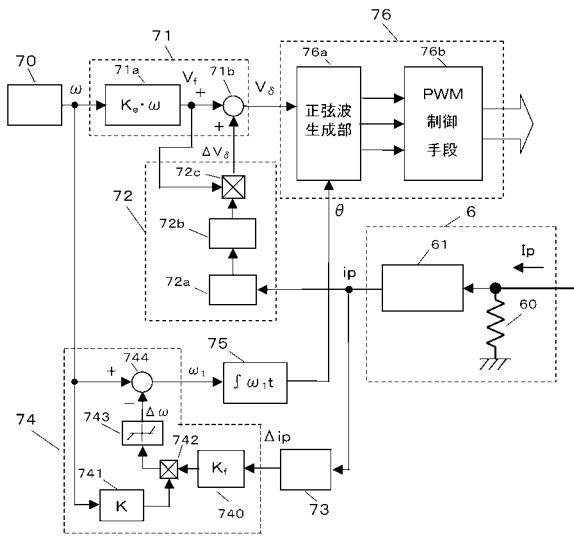 71
76
70
ω
71a
Ke・ω
Vf
+
71b
+
Vδ
76a
正弦波
生成部
76b
PWM
制御
手段
ΔVδ
72c
72
72b
72a
θ
6
61
Ip
ip
60
744
+
−
ω1
75
∫ω1t
74
743
Δω
742
Δip
741
K
Kf
740
73